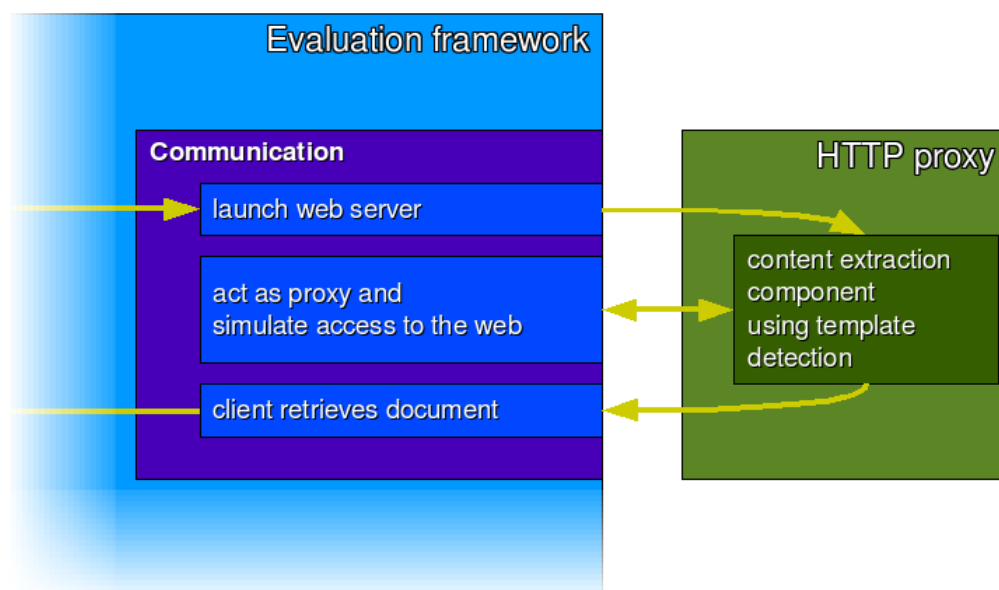 Evaluation framework
Communication
launch web server
act as proxy and
simulate access to the web
client retrieves document
HTTP proxy
content extraction
component
using template
detection